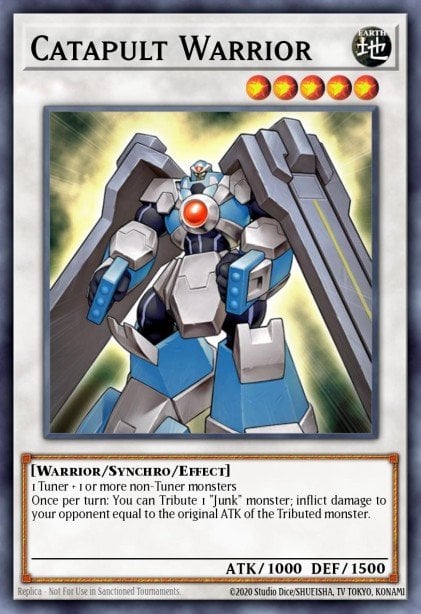 CATAPULT WARRIOR
EARTH
地
[WARRIOR/SYNCHRO/EFFECT]
1 Tuner + 1 or more non-Tuner monsters
Once per turn: You can Tribute 1 "Junk" monster; inflict damage to
your opponent equal to the original ATK of the Tributed monster.
ATK/1000 DEF/1500
Replica - Not For Use in Sanctioned Tournaments. ©2020 Studio Dice/SHUEISHA, TV TOKYO, KONAMI